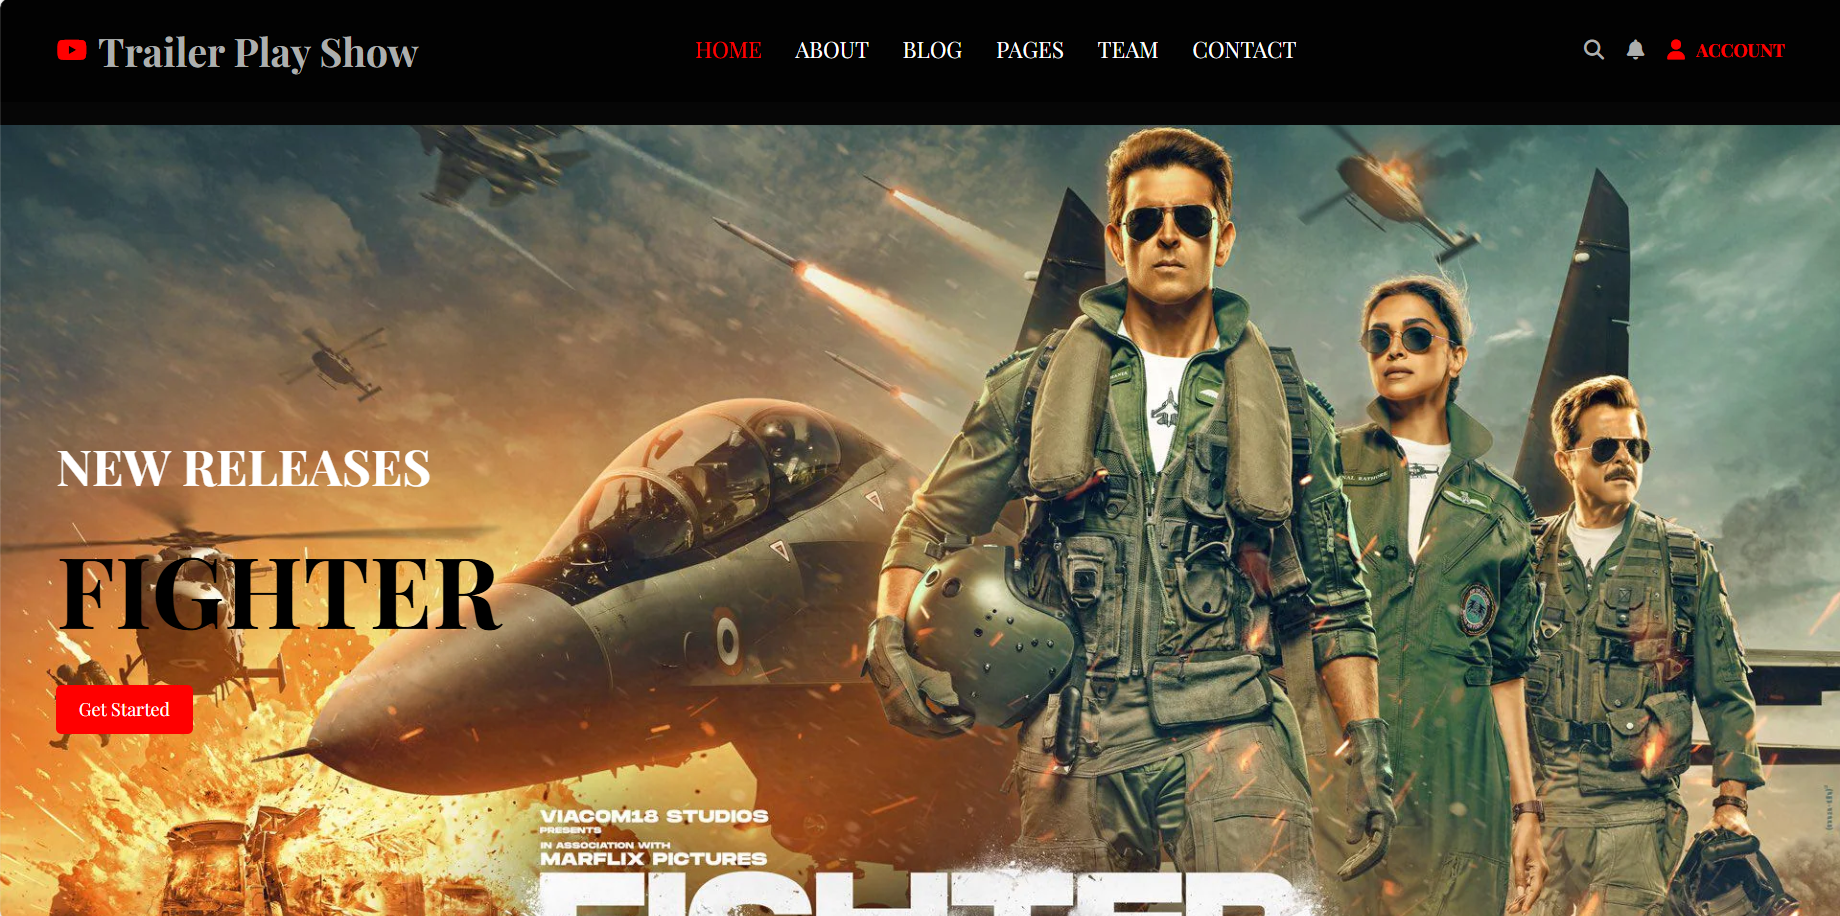 Trailer Play Show
HOME ABOUT BLOG PAGES TEAM CONTACT
ACCOUNT
NEW RELEASES
FIGHTER
Get Started
VIACOM18 STUDIOS
PRESENTS
IN ASSOCIATION WITH
MARFLIX PICTURES
FIGHTER